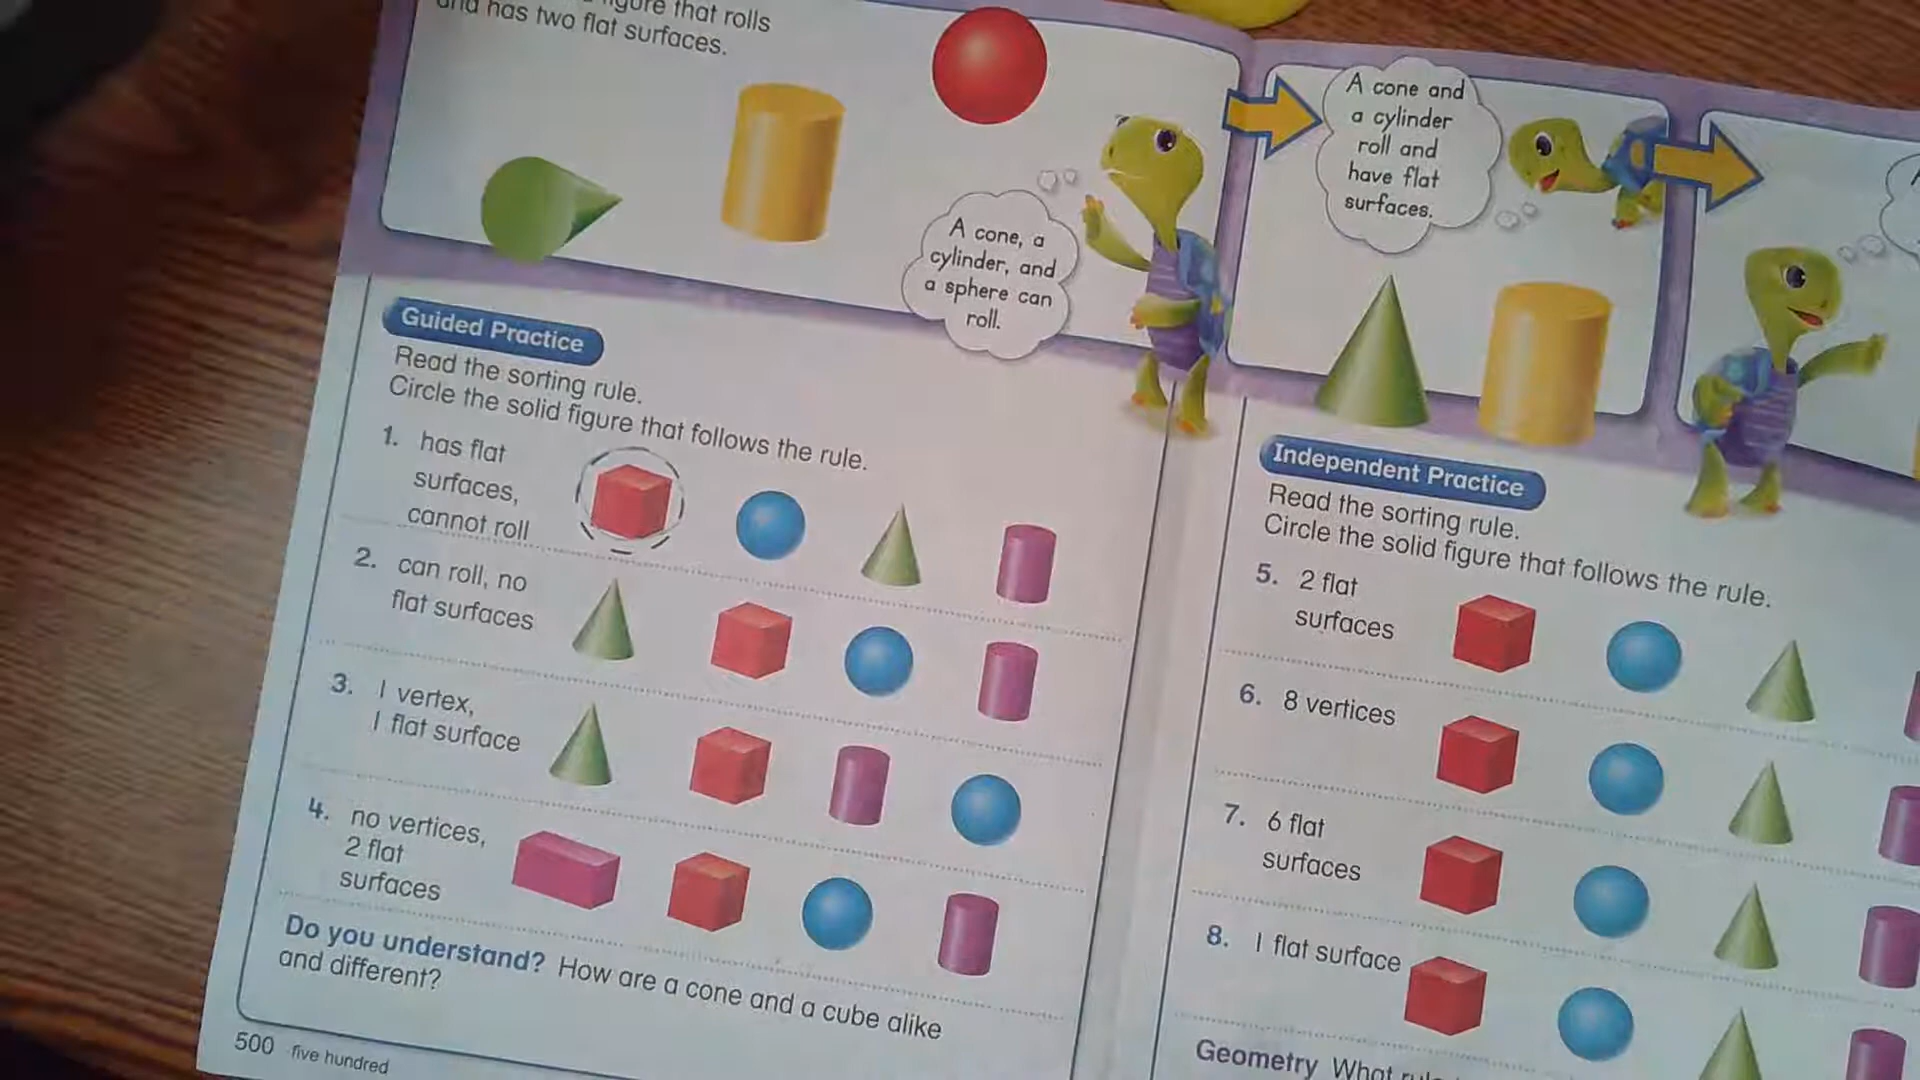 figure that rolls
and has two flat surfaces.
A cone, a
cylinder, and
a sphere can
roll.
A cone and
a cylinder
roll and
have flat
surfaces.
Guided Practice
Read the sorting rule.
Circle the solid figure that follows the rule.
1. has flat
surfaces,
cannot roll
2. can roll, no
flat surfaces
3. 1 vertex,
1 flat surface
4. no vertices,
2 flat
surfaces
Do you understand? How are a cone and a cube alike
and different?
500 five hundred
Independent Practice
Read the sorting rule.
Circle the solid figure that follows the rule.
5. 2 flat
surfaces
6. 8 vertices
7. 6 flat
surfaces
8. 1 flat surface
Geometry What